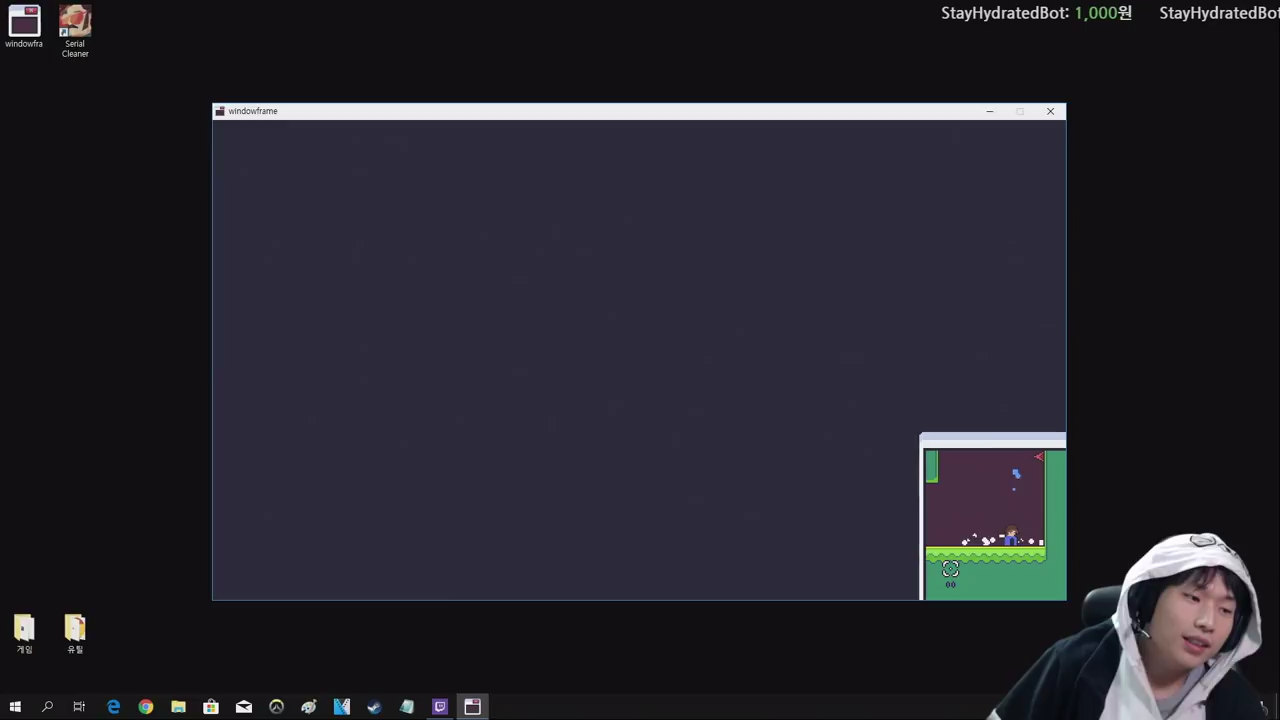 StayHydratedBot: 1,000원 StayHydratedBot
windowfra
Serial
Cleaner
windowframe
게임
유틸